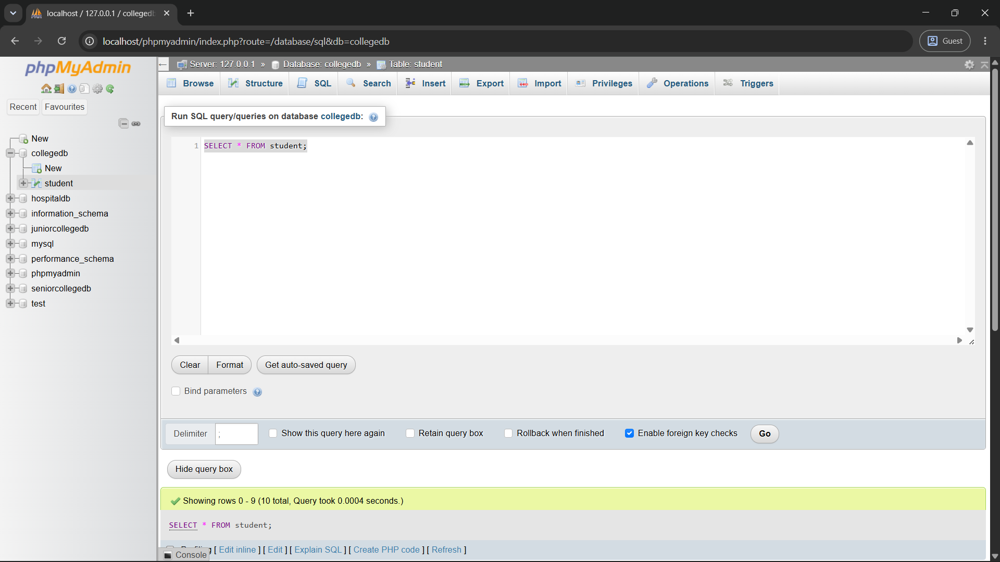 localhost / 127.0.0.1 / collegedb
localhost/phpmyadmin/index.php?route=/database/sql&db=collegedb
Guest
phpMyAdmin
Recent
Favourites
New
collegedb
New
student
hospitaldb
information_schema
juniorcollegedb
mysql
performance_schema
phpmyadmin
seniorcollegedb
test
Server: 127.0.0.1 » Database: collegedb » Table: student
Browse
Structure
SQL
Search
Insert
Export
Import
Privileges
Operations
Triggers
Run SQL query/queries on database collegedb:
1 SELECT * FROM student;
Clear
Format
Get auto-saved query
Bind parameters
Delimiter ;
Show this query here again
Retain query box
Rollback when finished
Enable foreign key checks
Go
Hide query box
Showing rows 0 - 9 (10 total, Query took 0.0004 seconds.)
SELECT * FROM student;
[ Edit inline ] [ Edit ] [ Explain SQL ] [ Create PHP code ] [ Refresh ]
Console